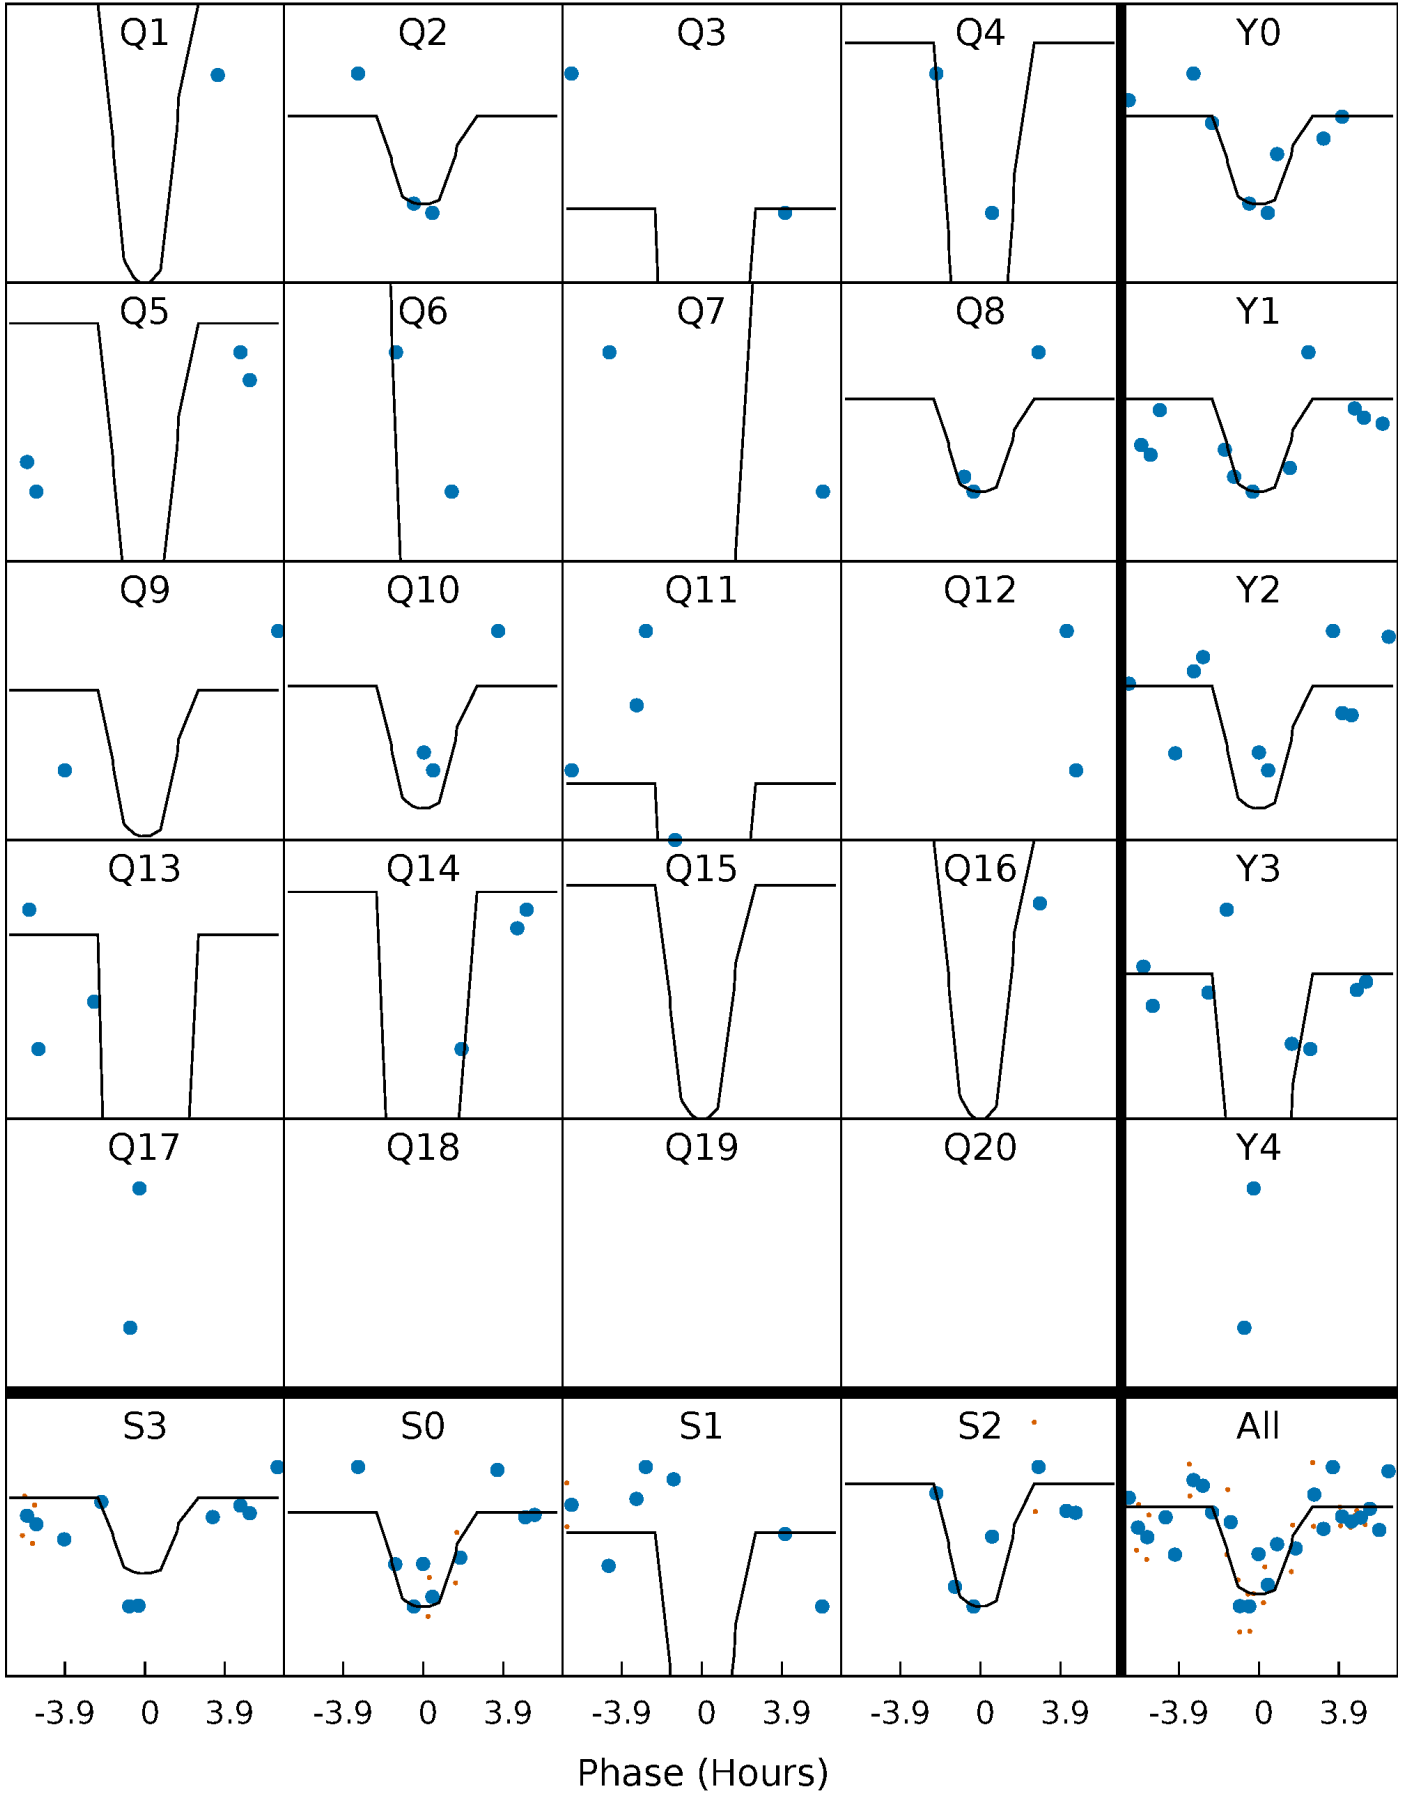 Q1 Q2 Q3 Q4 Y0
Q5 Q6 Q7 Q8 Y1
Q9 Q10 Q11 Q12 Y2
Q13 Q14 Q15 Q16 Y3
Q17 Q18 Q19 Q20 Y4
S3 S0 S1 S2 All
-3.9 0 3.9 -3.9 0 3.9 -3.9 0 3.9 -3.9 0 3.9 -3.9 0 3.9
Phase (Hours)